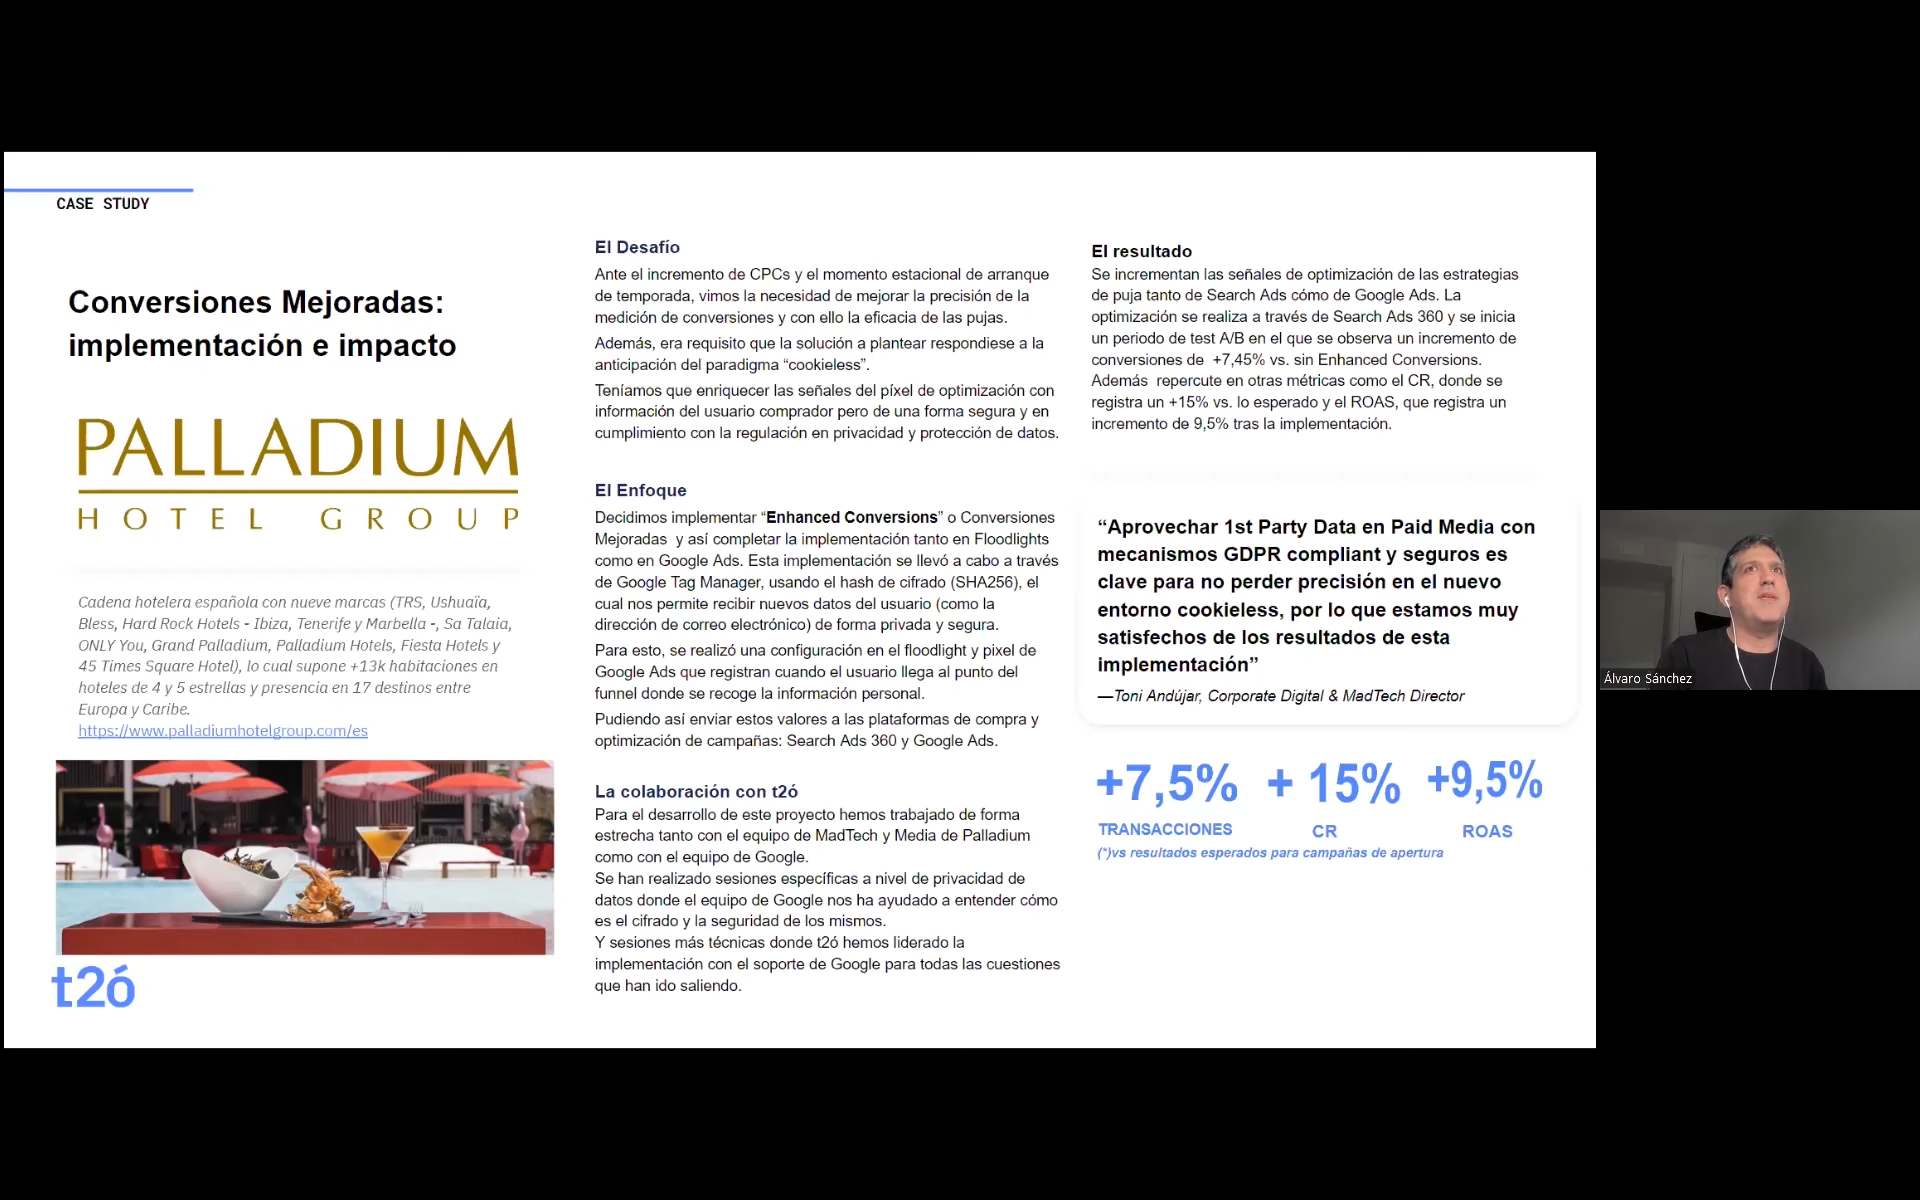 CASE STUDY
Conversiones Mejoradas:
implementación e impacto
PALLADIUM
HOTEL GROUP
Cadena hotelera española con nueve marcas (TRS, Ushuaïa,
Bless, Hard Rock Hotels - Ibiza, Tenerife y Marbella -, Sa Talaia,
ONLY You, Grand Palladium, Palladium Hotels, Fiesta Hotels y
45 Times Square Hotel), lo cual supone +13k habitaciones en
hoteles de 4 y 5 estrellas y presencia en 17 destinos entre
Europa y Caribe.
https://www.palladiumhotelgroup.com/es
t2ó
El Desafío
Ante el incremento de CPCs y el momento estacional de arranque
de temporada, vimos la necesidad de mejorar la precisión de la
medición de conversiones y con ello la eficacia de las pujas.
Además, era requisito que la solución a plantear respondiese a la
anticipación del paradigma “cookieless”.
Teníamos que enriquecer las señales del píxel de optimización con
información del usuario comprador pero de una forma segura y en
cumplimiento con la regulación en privacidad y protección de datos.
El Enfoque
Decidimos implementar “Enhanced Conversions” o Conversiones
Mejoradas y así completar la implementación tanto en Floodlights
como en Google Ads. Esta implementación se llevó a cabo a través
de Google Tag Manager, usando el hash de cifrado (SHA256), el
cual nos permite recibir nuevos datos del usuario (como la
dirección de correo electrónico) de forma privada y segura.
Para esto, se realizó una configuración en el floodlight y pixel de
Google Ads que registran cuando el usuario llega al punto del
funnel donde se recoge la información personal.
Pudiendo así enviar estos valores a las plataformas de compra y
optimización de campañas: Search Ads 360 y Google Ads.
La colaboración con t2ó
Para el desarrollo de este proyecto hemos trabajado de forma
estrecha tanto con el equipo de MadTech y Media de Palladium
como con el equipo de Google.
Se han realizado sesiones específicas a nivel de privacidad de
datos donde el equipo de Google nos ha ayudado a entender cómo
es el cifrado y la seguridad de los mismos.
Y sesiones más técnicas donde t2ó hemos liderado la
implementación con el soporte de Google para todas las cuestiones
que han ido saliendo.
El resultado
Se incrementan las señales de optimización de las estrategias
de puja tanto de Search Ads cómo de Google Ads. La
optimización se realiza a través de Search Ads 360 y se inicia
un periodo de test A/B en el que se observa un incremento de
conversiones de +7,45% vs. sin Enhanced Conversions.
Además repercute en otras métricas como el CR, donde se
registra un +15% vs. lo esperado y el ROAS, que registra un
incremento de 9,5% tras la implementación.
“Aprovechar 1st Party Data en Paid Media con
mecanismos GDPR compliant y seguros es
clave para no perder precisión en el nuevo
entorno cookieless, por lo que estamos muy
satisfechos de los resultados de esta
implementación”
—Toni Andújar, Corporate Digital & MadTech Director
+7,5% + 15% +9,5%
TRANSACCIONES CR ROAS
(*)vs resultados esperados para campañas de apertura
Álvaro Sánchez